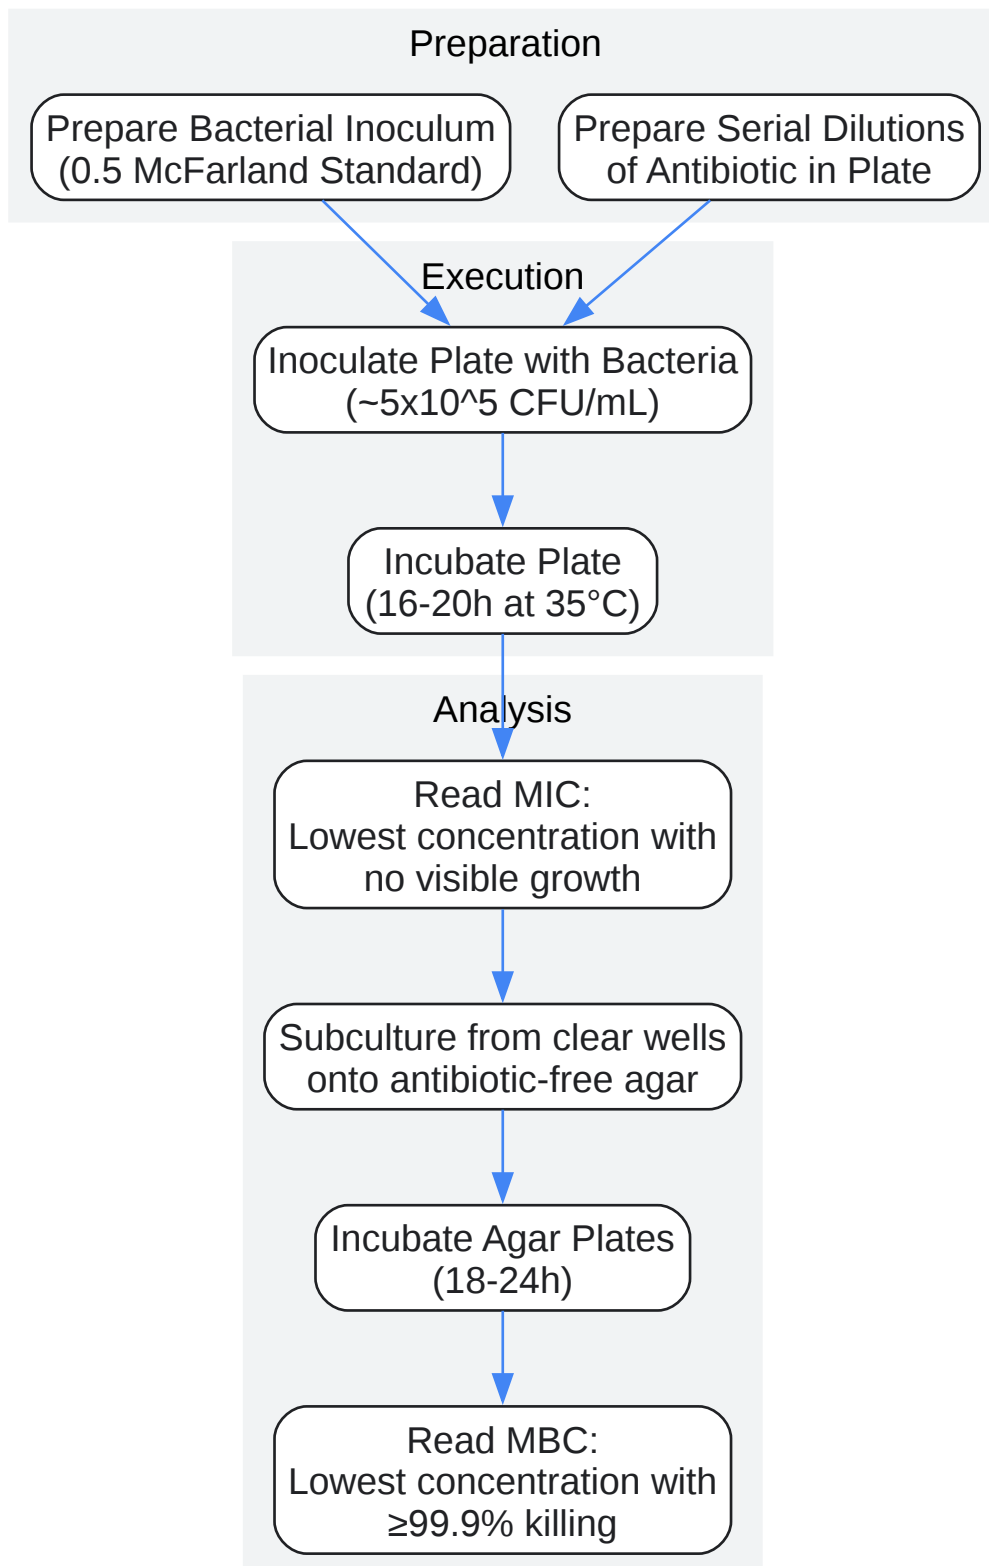 Preparation
Prepare Bacterial Inoculum
(0.5 McFarland Standard)
Prepare Serial Dilutions
of Antibiotic in Plate
Execution
Inoculate Plate with Bacteria
(~5x10^5 CFU/mL)
Incubate Plate
(16-20h at 35°C)
Analysis
Read MIC:
Lowest concentration with
no visible growth
Subculture from clear wells
onto antibiotic-free agar
Incubate Agar Plates
(18-24h)
Read MBC:
Lowest concentration with
≥99.9% killing